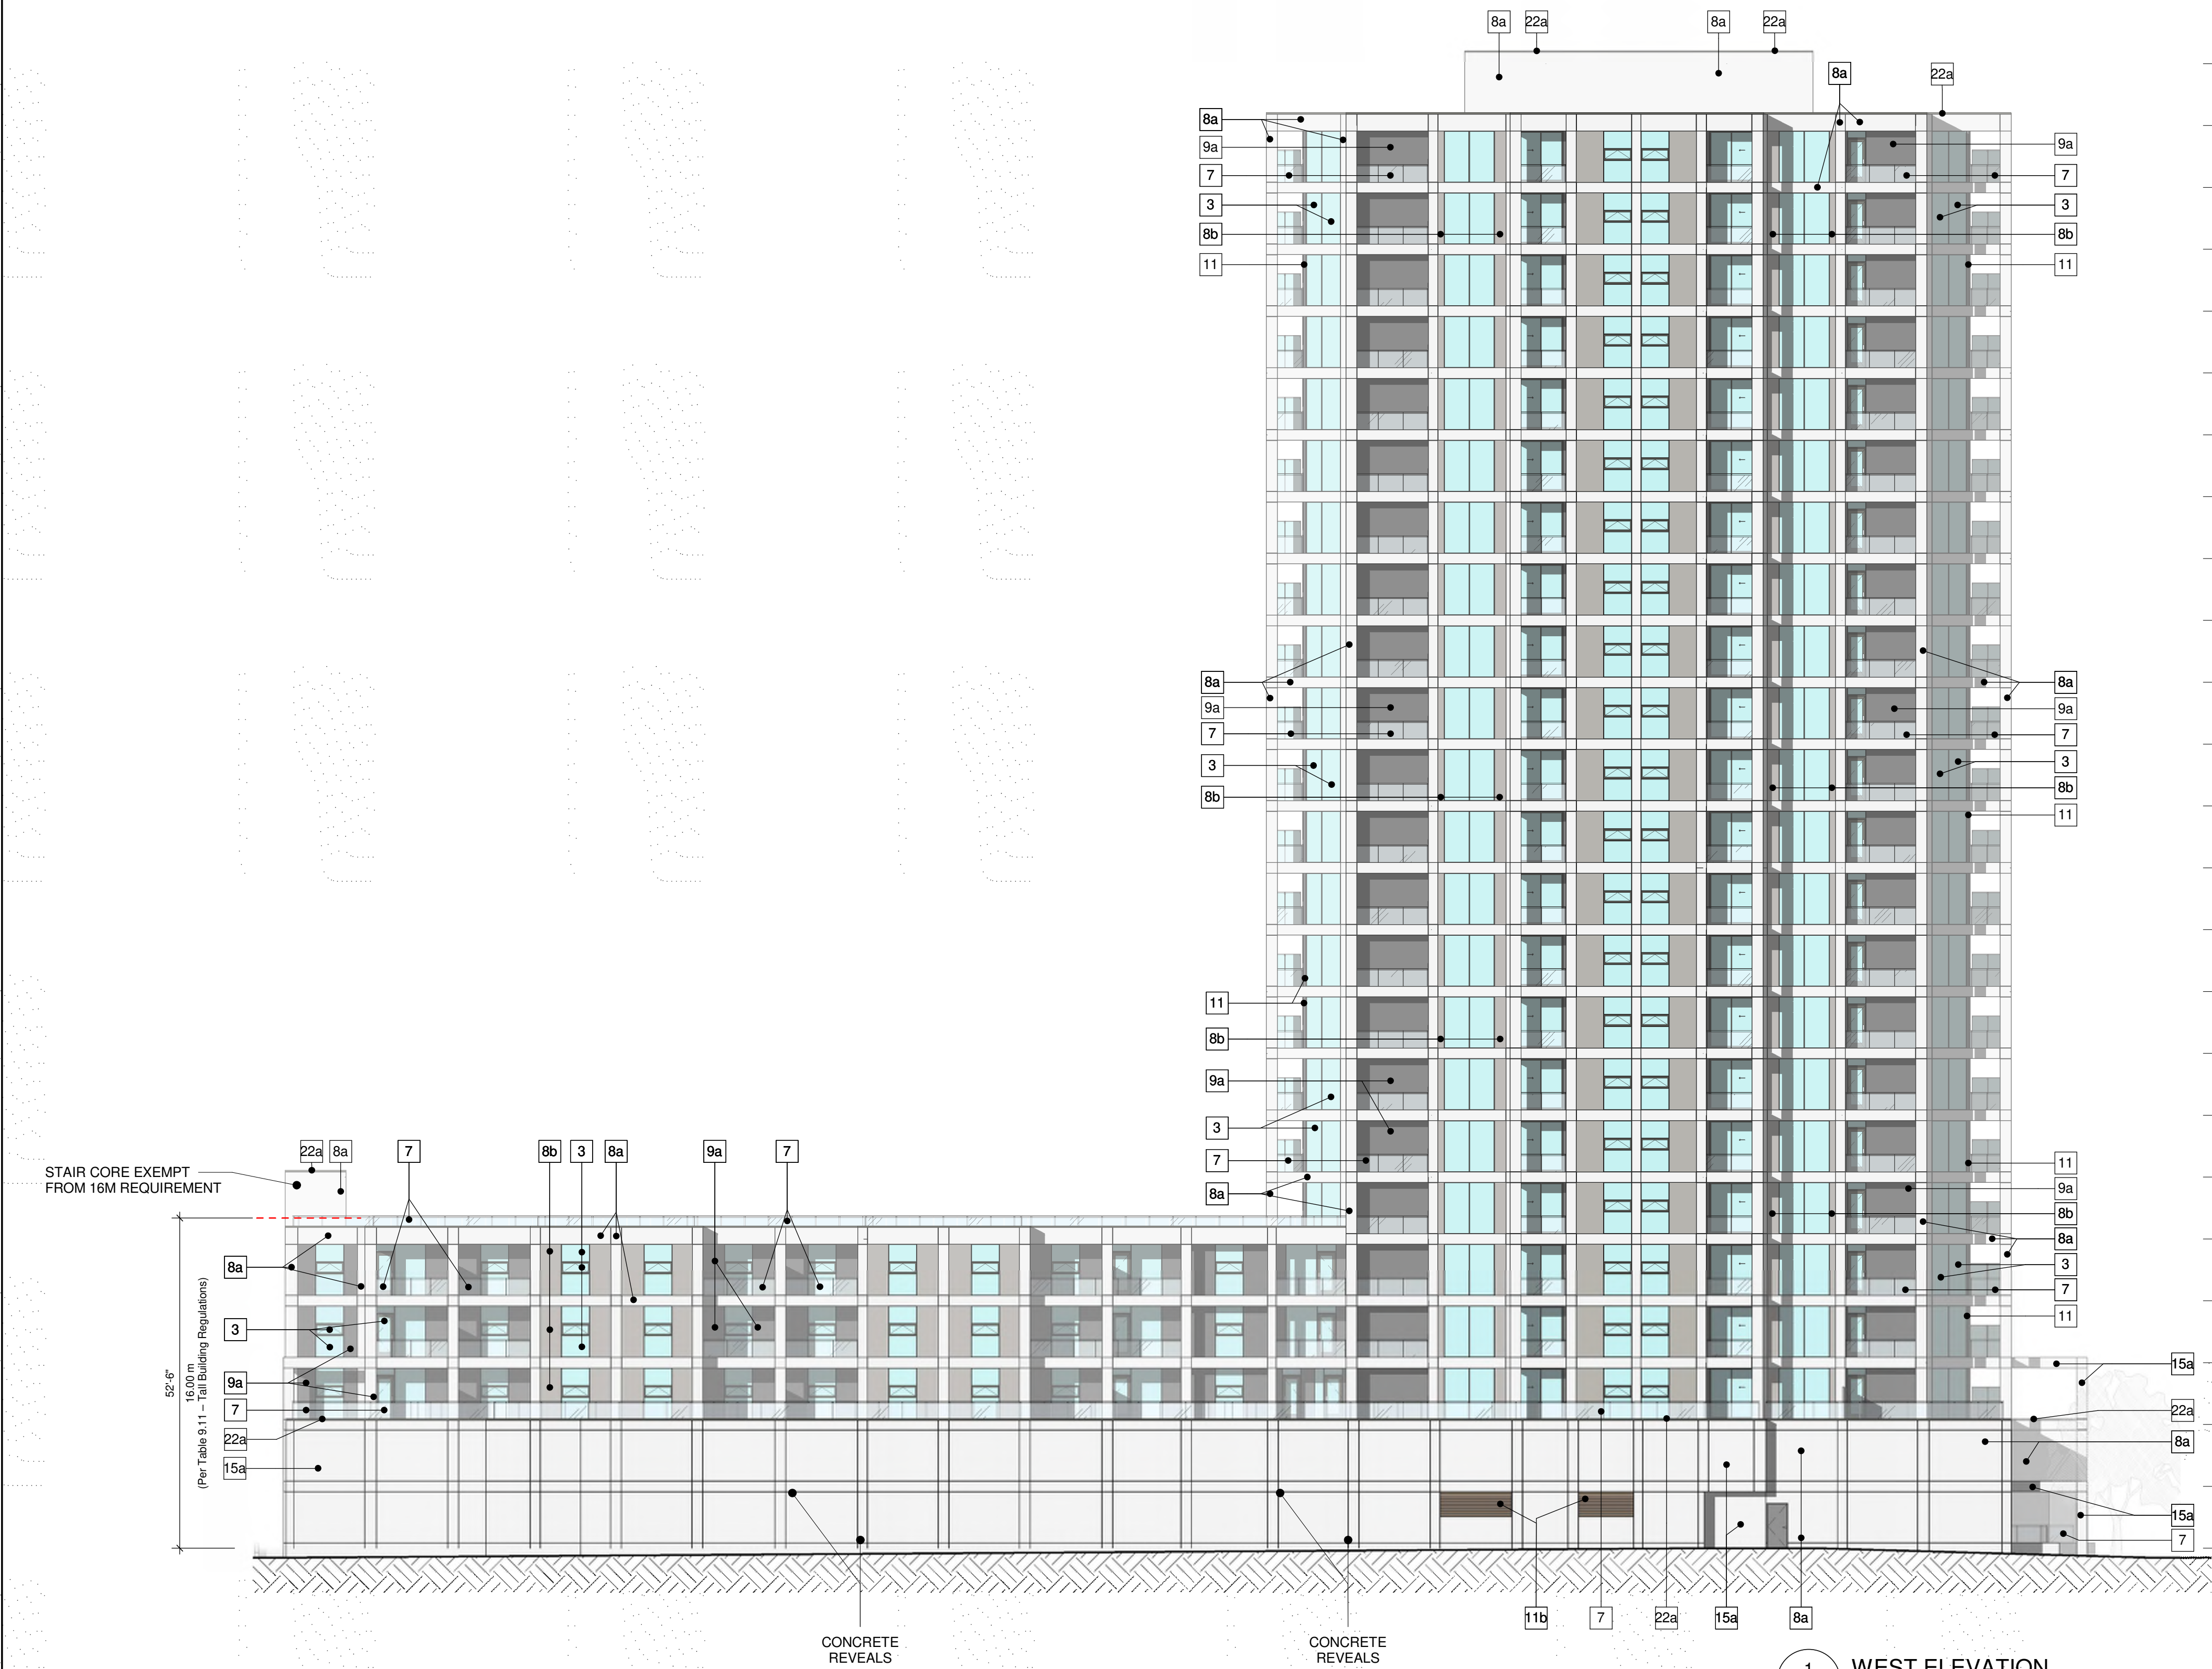 8a
22a
8a
22a
8a
22a
8a
9a
7
3
8b
11
9a
7
3
8b
11
8a
9a
7
3
8b
8a
9a
7
3
8b
11
11
8b
9a
3
7
8a
11
9a
8b
8a
3
7
11
22a
8a
7
8b
3
8a
9a
7
STAIR CORE EXEMPT
FROM 16M REQUIREMENT
8a
3
9a
7
22a
15a
52'-6"
16.00 m
(Per Table 9.11 – Tall Building Regulations)
15a
22a
8a
15a
7
11b
7
22a
15a
8a
CONCRETE
REVEALS
CONCRETE
REVEALS
1
WEST ELEVATION